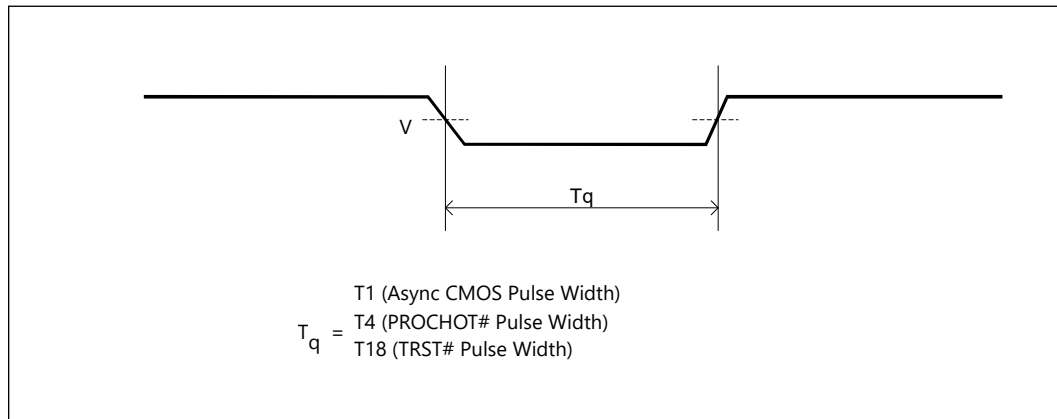 V
Tq
T1 (Async CMOS Pulse Width)
Tq = T4 (PROCHOT# Pulse Width)
T18 (TRST# Pulse Width)